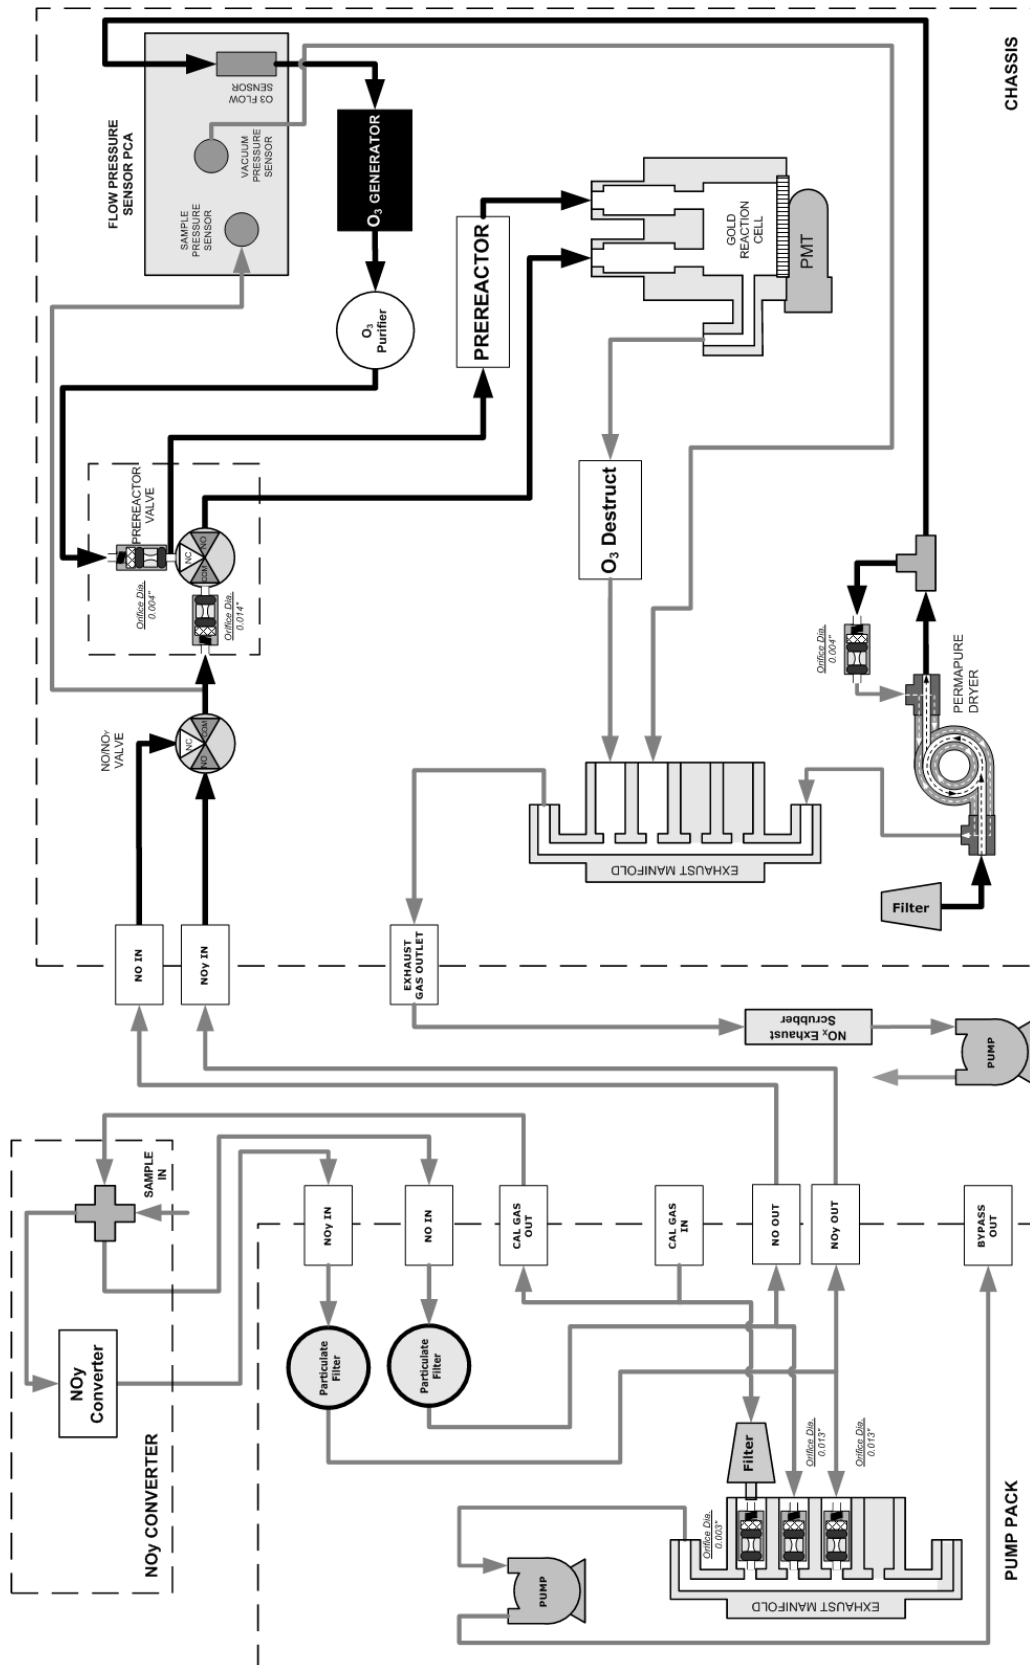 CHASSIS
FLOW PRESSURE
SENSOR PCA
O3 FLOW
SENSOR
VACUUM
PRESSURE
SENSOR
SAMPLE
PRESSURE
SENSOR
O3 GENERATOR
O3
Purifier
PREREACTOR
GOLD
REACTION
CELL
PMT
PREREACTOR
VALVE
NC
NO
COM
Orifice Dia.
0.004"
Orifice Dia.
0.014"
O3 Destruct
Orifice Dia.
0.004"
PERMAPURE
DRYER
NO/NOY
VALVE
NC
COM
NO
EXHAUST MANIFOLD
Filter
NO IN
NOy IN
EXHAUST
GAS OUTLET
NOX Exhaust
Scrubber
PUMP
SAMPLE
IN
NOy
Converter
NOy CONVERTER
NOy IN
NO IN
CAL GAS
OUT
CAL GAS
IN
NO OUT
NOy OUT
BYPASS
OUT
Particulate
Filter
Particulate
Filter
Filter
Orifice Dia.
0.013"
Orifice Dia.
0.013"
Orifice Dia.
0.003"
PUMP
EXHAUST MANIFOLD
PUMP PACK